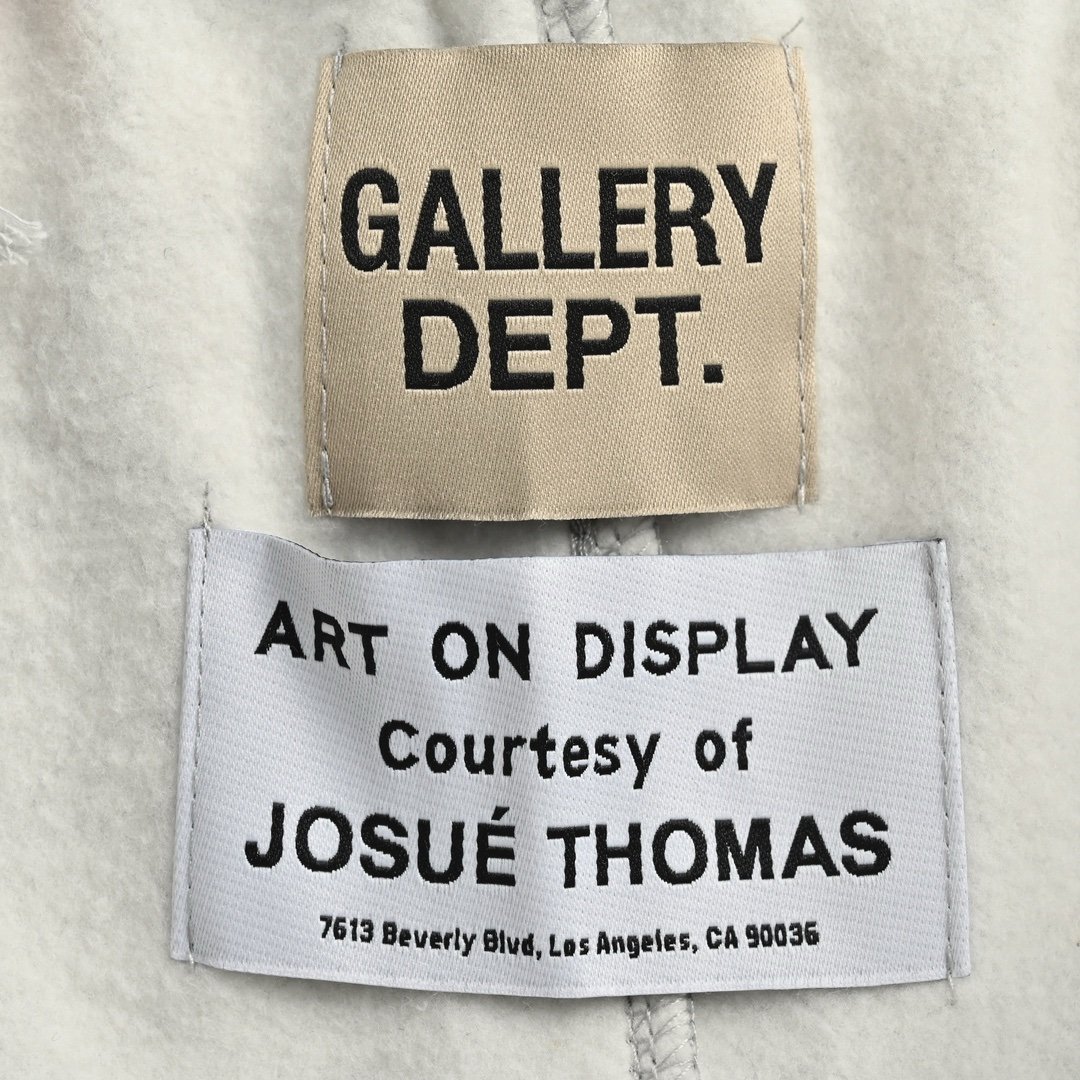 GALLERY
DEPT.
ART ON DISPLAY
Courtesy of
JOSUÉ THOMAS
7613 Beverly Blvd, Los Angeles, CA 90036